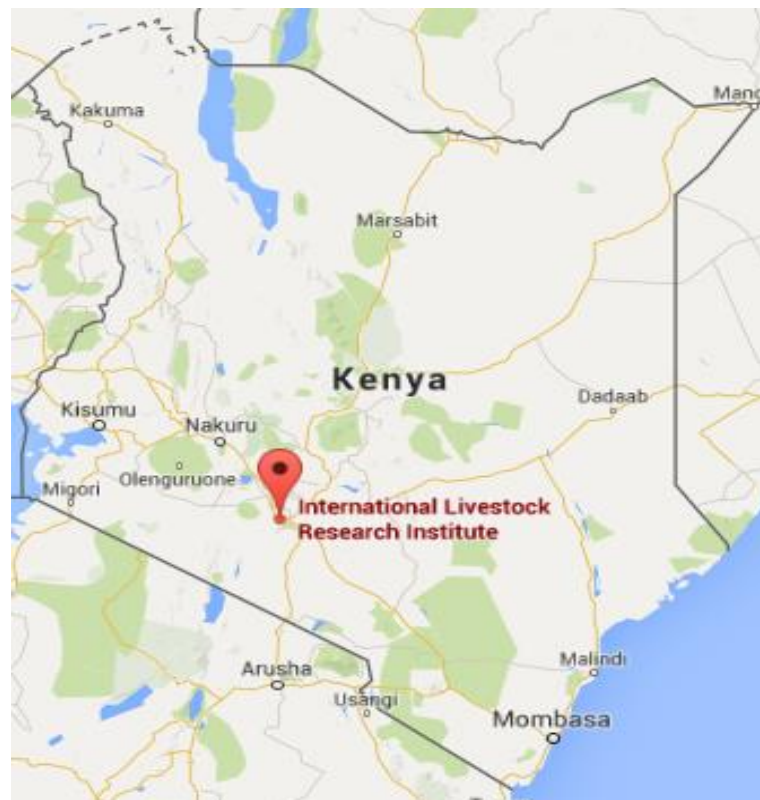 Mand
Kakuma
Marsabit
Kenya
Dadaab
Kisumu
Nakuru
Olenguruone
Migori
International Livestock
Research Institute
Arusha
Usangi
Malindi
Mombasa